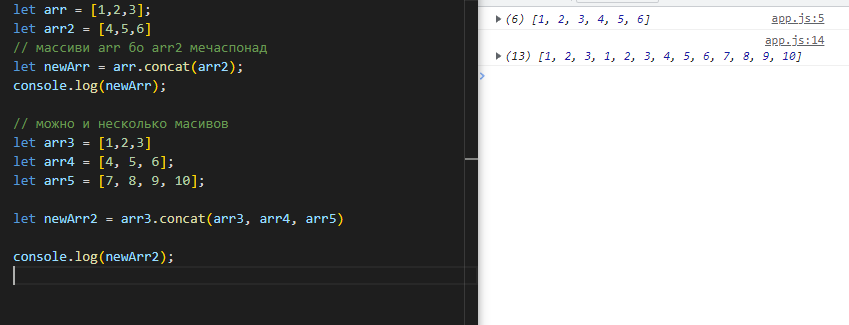 let arr = [1,2,3];
let arr2 = [4,5,6]
// массиви arr бо arr2 мечаспонад
let newArr = arr.concat(arr2);
console.log(newArr);
// можно и несколько масивов
let arr3 = [1,2,3]
let arr4 = [4, 5, 6];
let arr5 = [7, 8, 9, 10];
let newArr2 = arr3.concat(arr3, arr4, arr5)
console.log(newArr2);
(6) [1, 2, 3, 4, 5, 6] app.js:5
app.js:14
(13) [1, 2, 3, 1, 2, 3, 4, 5, 6, 7, 8, 9, 10]